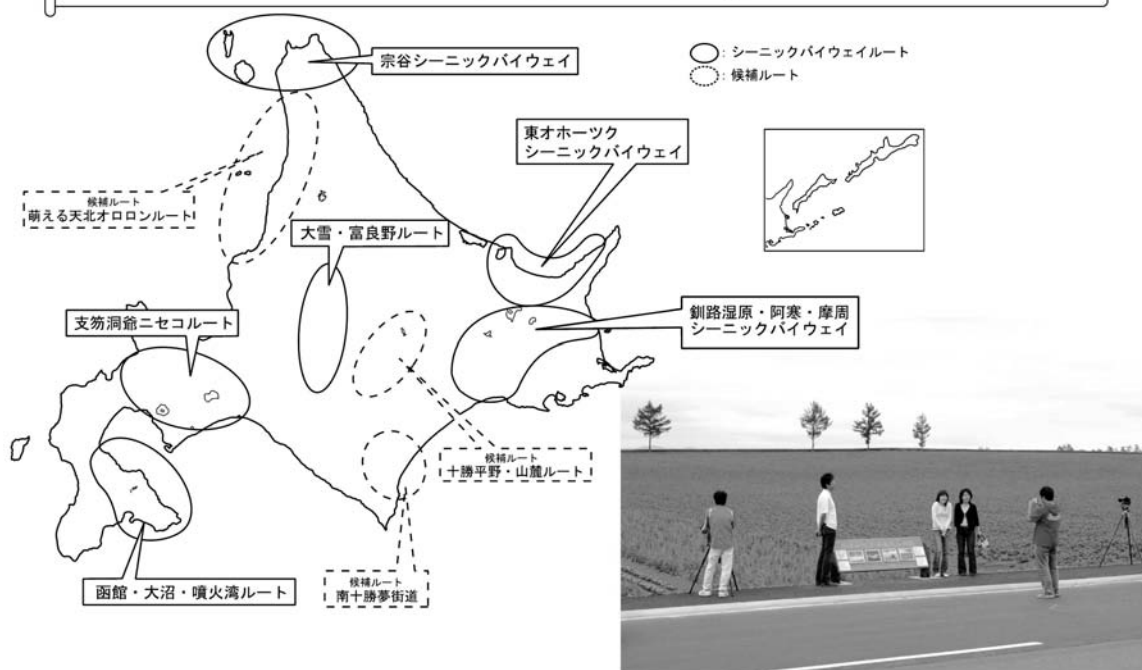 宗谷シーニックバイウェイ
: シーニックバイウェイルート
: 候補ルート
東オホーツク
シーニックバイウェイ
候補ルート
萌える天北オロロンルート
大雪・富良野ルート
支笏洞爺ニセコルート
釧路湿原・阿寒・摩周
シーニックバイウェイ
候補ルート
十勝平野・山麓ルート
候補ルート
南十勝夢街道
函館・大沼・噴火湾ルート